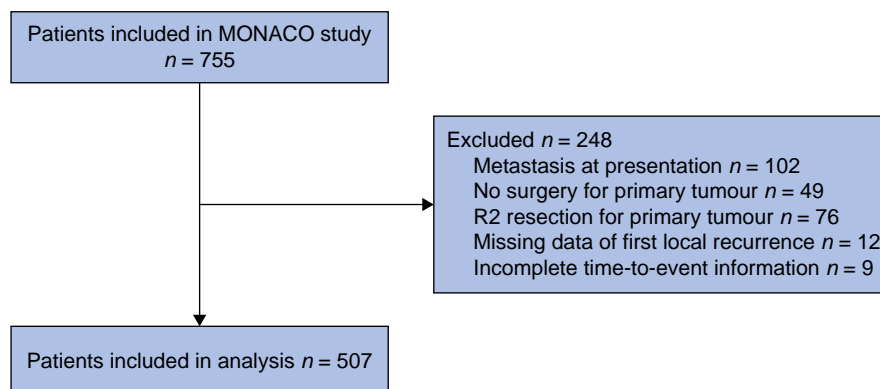 Patients included in MONACO study
n = 755
Excluded n = 248
Metastasis at presentation n = 102
No surgery for primary tumour n = 49
R2 resection for primary tumour n = 76
Missing data of first local recurrence n = 12
Incomplete time-to-event information n = 9
Patients included in analysis n = 507